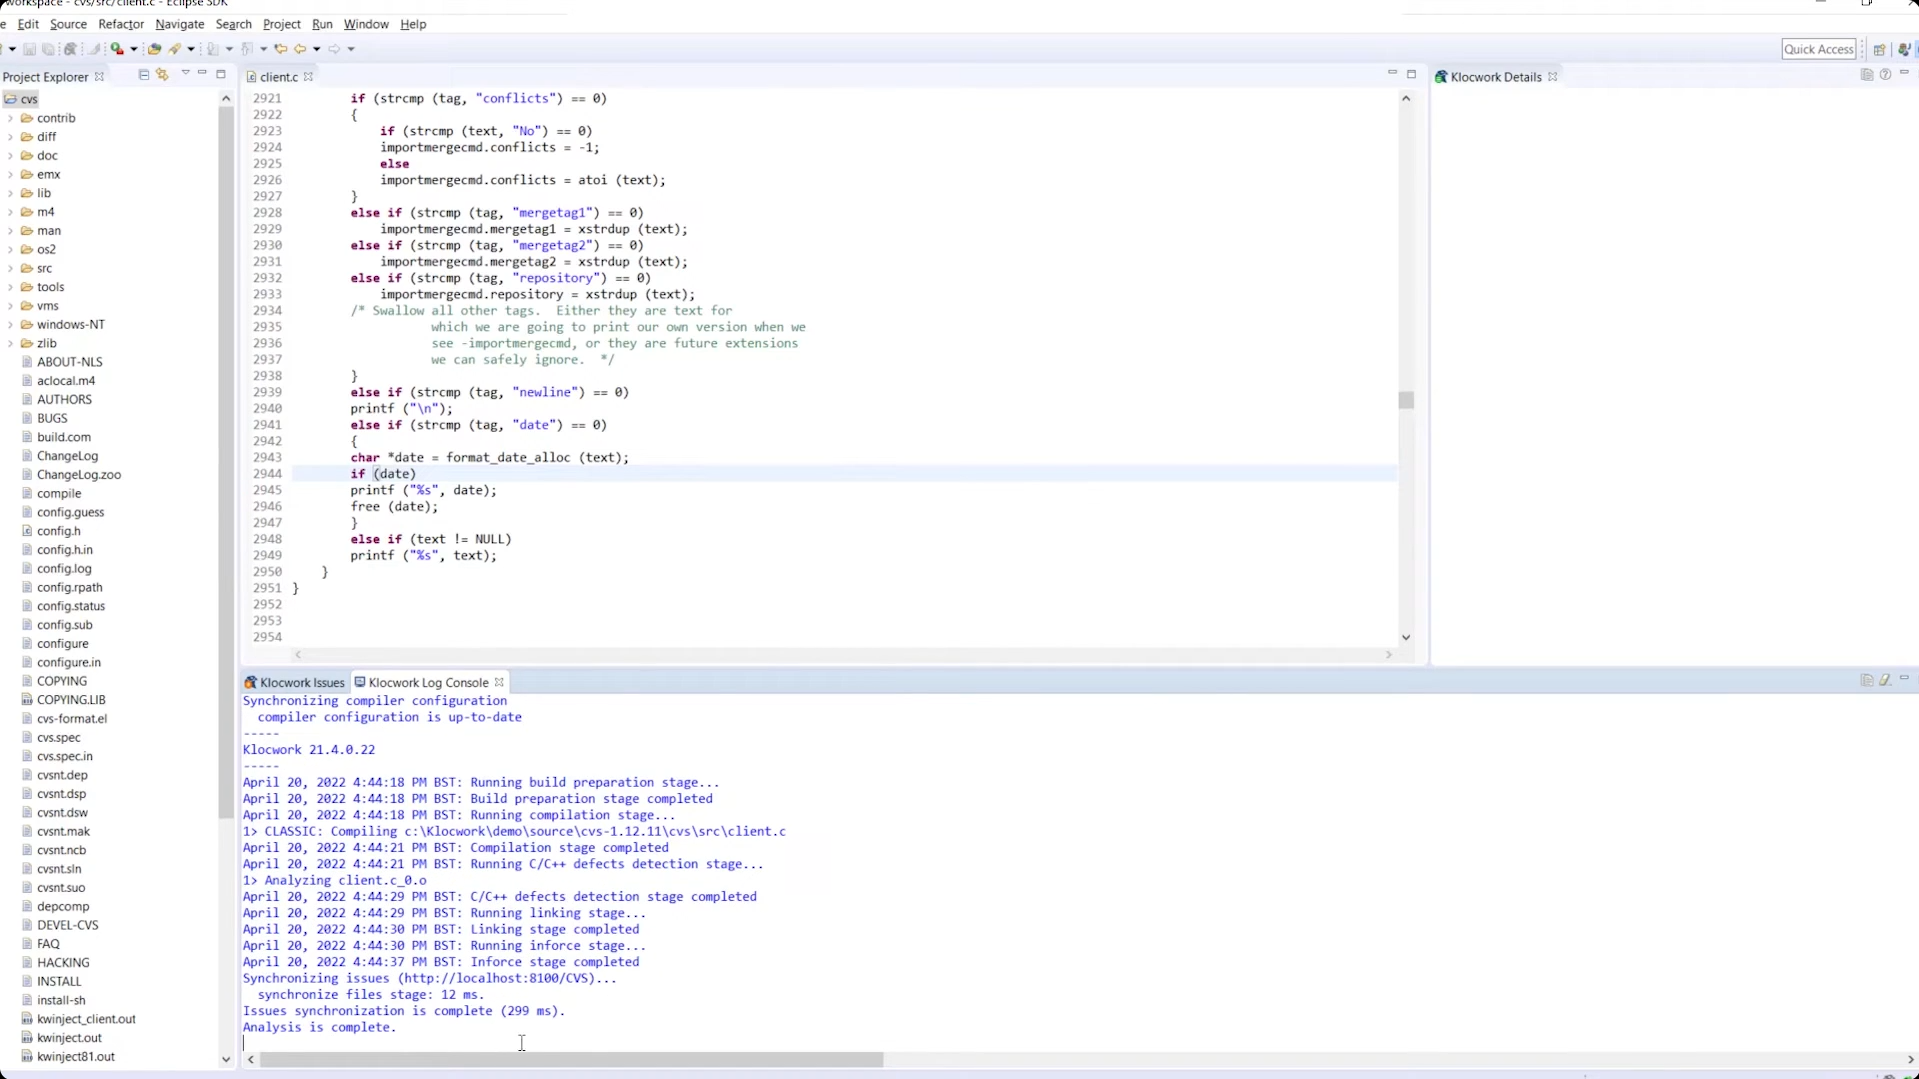 workspace - cvs/src/client.c - Eclipse SDK
Edit Source Refactor Navigate Search Project Run Window Help
Quick Access
Project Explorer
cvs
contrib
diff
doc
emx
lib
m4
man
os2
src
tools
vms
windows-NT
zlib
ABOUT-NLS
aclocal.m4
AUTHORS
BUGS
build.com
ChangeLog
ChangeLog.zoo
compile
config.guess
config.h
config.h.in
config.log
config.rpath
config.status
config.sub
configure
configure.in
COPYING
COPYING.LIB
cvs-format.el
cvs.spec
cvs.spec.in
cvsnt.dep
cvsnt.dsp
cvsnt.dsw
cvsnt.mak
cvsnt.ncb
cvsnt.sln
cvsnt.suo
depcomp
DEVEL-CVS
FAQ
HACKING
INSTALL
install-sh
kwinject_client.out
kwinject.out
kwinject81.out
client.c
2921 if (strcmp (tag, "conflicts") == 0)
2922 {
2923 if (strcmp (text, "No") == 0)
2924 importmergecmd.conflicts = -1;
2925 else
2926 importmergecmd.conflicts = atoi (text);
2927 }
2928 else if (strcmp (tag, "mergetag1") == 0)
2929 importmergecmd.mergetag1 = xstrdup (text);
2930 else if (strcmp (tag, "mergetag2") == 0)
2931 importmergecmd.mergetag2 = xstrdup (text);
2932 else if (strcmp (tag, "repository") == 0)
2933 importmergecmd.repository = xstrdup (text);
2934 /* Swallow all other tags. Either they are text for
2935 which we are going to print our own version when we
2936 see -importmergecmd, or they are future extensions
2937 we can safely ignore. */
2938 }
2939 else if (strcmp (tag, "newline") == 0)
2940 printf ("\n");
2941 else if (strcmp (tag, "date") == 0)
2942 {
2943 char *date = format_date_alloc (text);
2944 if (date)
2945 printf ("%s", date);
2946 free (date);
2947 }
2948 else if (text != NULL)
2949 printf ("%s", text);
2950 }
2951 }
2952
2953
2954
Klocwork Details
Klocwork Issues
Klocwork Log Console
Synchronizing compiler configuration
compiler configuration is up-to-date
-----
Klocwork 21.4.0.22
-----
April 20, 2022 4:44:18 PM BST: Running build preparation stage...
April 20, 2022 4:44:18 PM BST: Build preparation stage completed
April 20, 2022 4:44:18 PM BST: Running compilation stage...
1> CLASSIC: Compiling c:\Klocwork\demo\source\cvs-1.12.11\cvs\src\client.c
April 20, 2022 4:44:21 PM BST: Compilation stage completed
April 20, 2022 4:44:21 PM BST: Running C/C++ defects detection stage...
1> Analyzing client.c_0.o
April 20, 2022 4:44:29 PM BST: C/C++ defects detection stage completed
April 20, 2022 4:44:29 PM BST: Running linking stage...
April 20, 2022 4:44:30 PM BST: Linking stage completed
April 20, 2022 4:44:30 PM BST: Running inforce stage...
April 20, 2022 4:44:37 PM BST: Inforce stage completed
Synchronizing issues (http://localhost:8100/CVS)...
synchronize files stage: 12 ms.
Issues synchronization is complete (299 ms).
Analysis is complete.